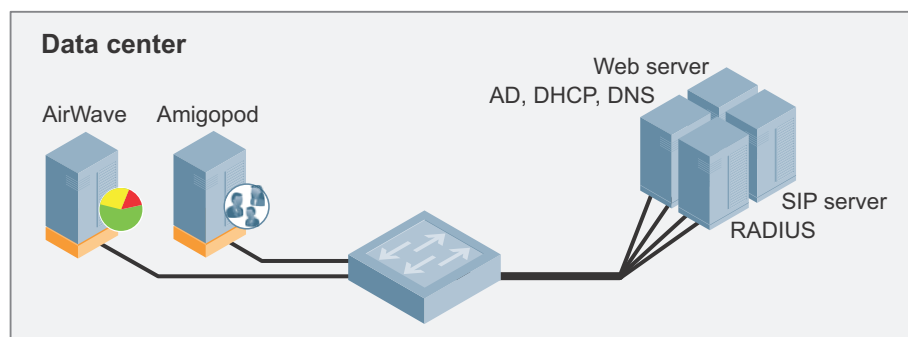 Data center
AirWave
Amigopod
Web server
AD, DHCP, DNS
SIP server
RADIUS